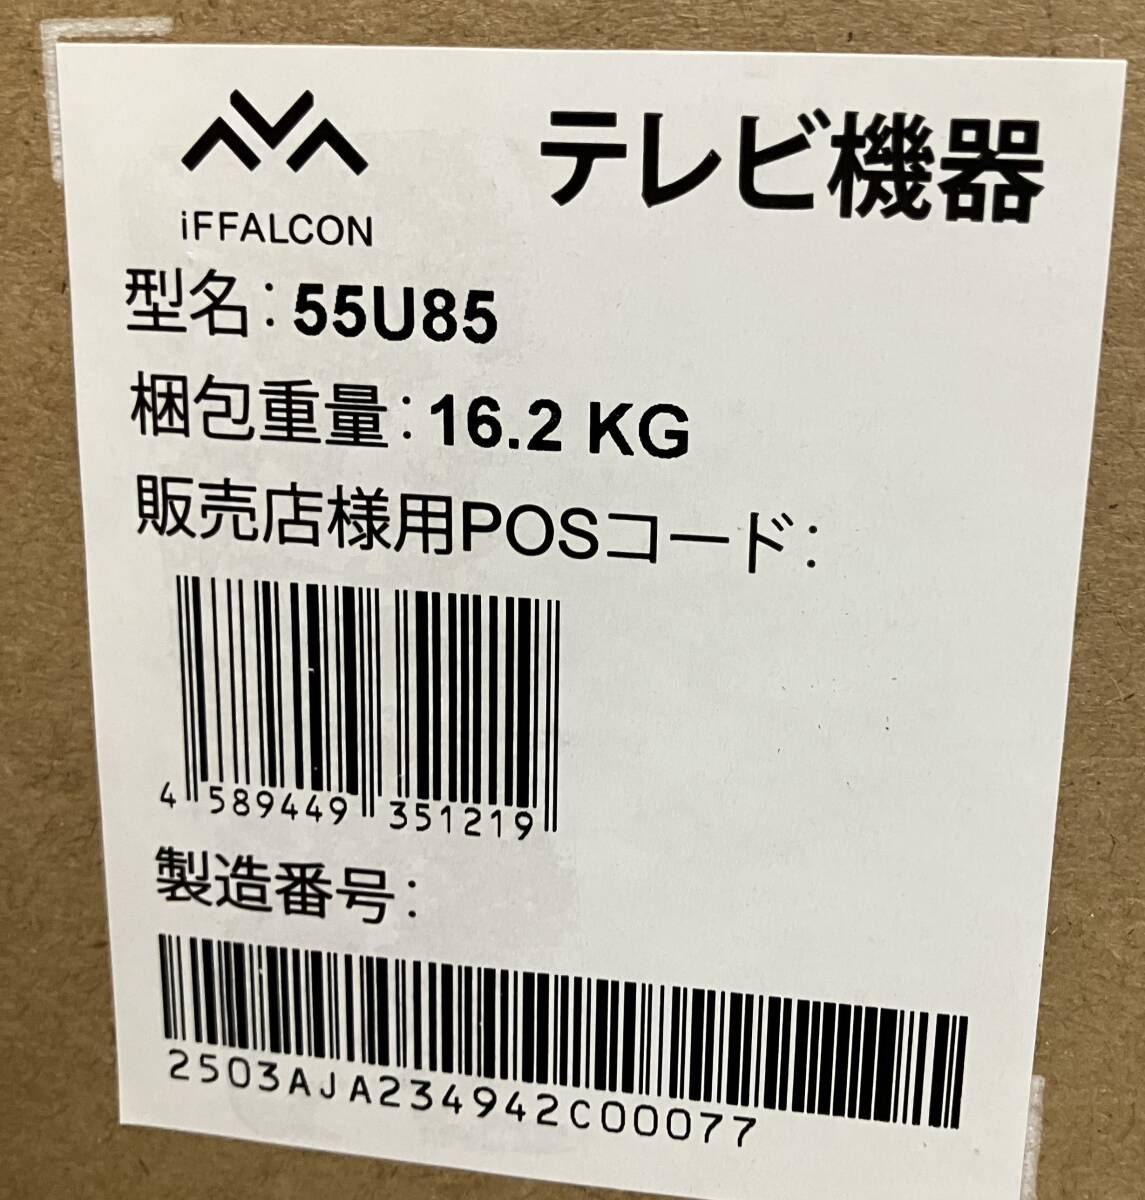 テレビ機器
iFFALCON
型名:55U85
梱包重量:16.2 KG
販売店様用POSコード:
4 589449 351219
製造番号:
2503AJA234942C00077